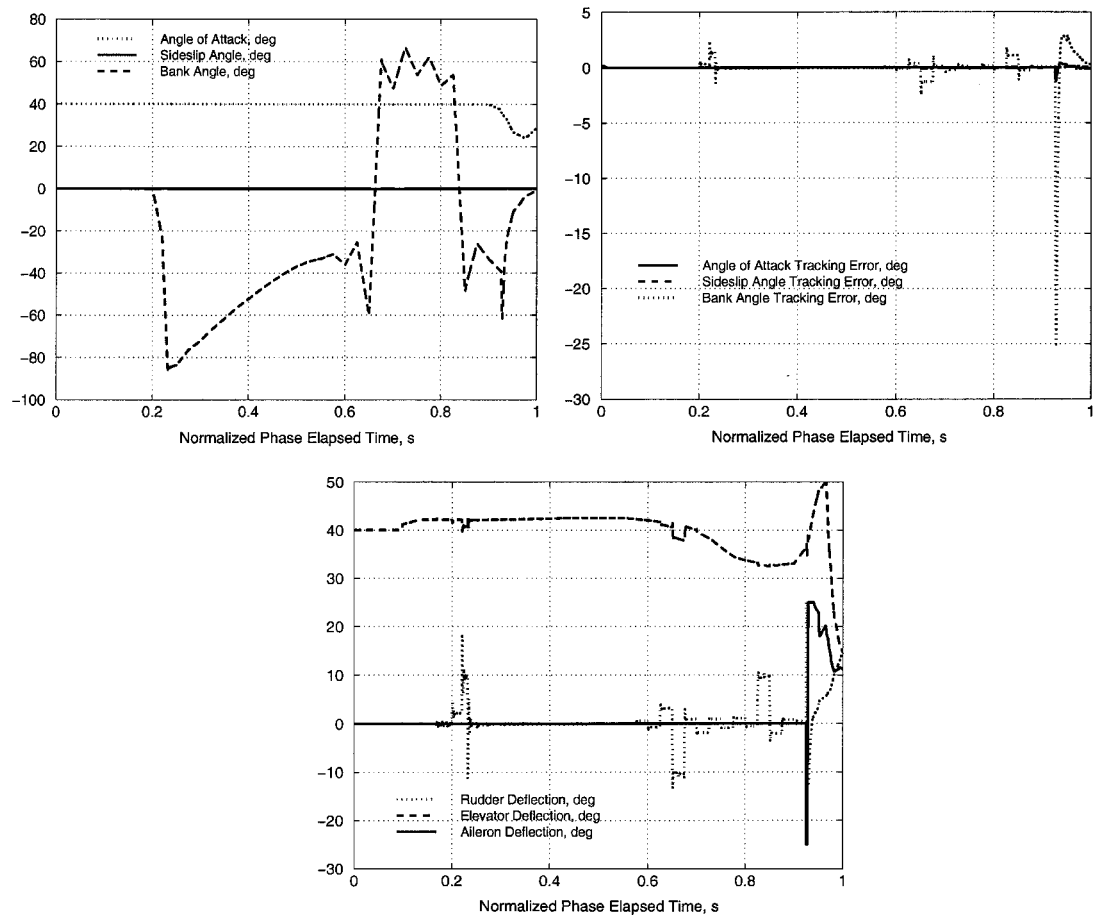 80
60
40
20
0
−20
−40
−60
−80
−100
Angle of Attack, deg
Sideslip Angle, deg
Bank Angle, deg
0 0.2 0.4 0.6 0.8 1
Normalized Phase Elapsed Time, s
5
0
−5
−10
−15
−20
−25
−30
Angle of Attack Tracking Error, deg
Sideslip Angle Tracking Error, deg
Bank Angle Tracking Error, deg
0 0.2 0.4 0.6 0.8 1
Normalized Phase Elapsed Time, s
50
40
30
20
10
0
−10
−20
−30
Rudder Deflection, deg
Elevator Deflection, deg
Aileron Deflection, deg
0 0.2 0.4 0.6 0.8 1
Normalized Phase Elapsed Time, s